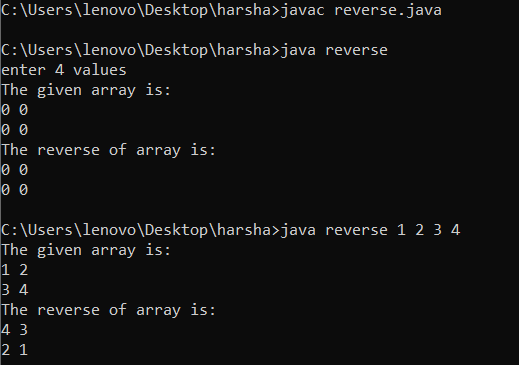 C:\Users\lenovo\Desktop\harsha>javac reverse.java
C:\Users\lenovo\Desktop\harsha>java reverse
enter 4 values
The given array is:
0 0
0 0
The reverse of array is:
0 0
0 0
C:\Users\lenovo\Desktop\harsha>java reverse 1 2 3 4
The given array is:
1 2
3 4
The reverse of array is:
4 3
2 1